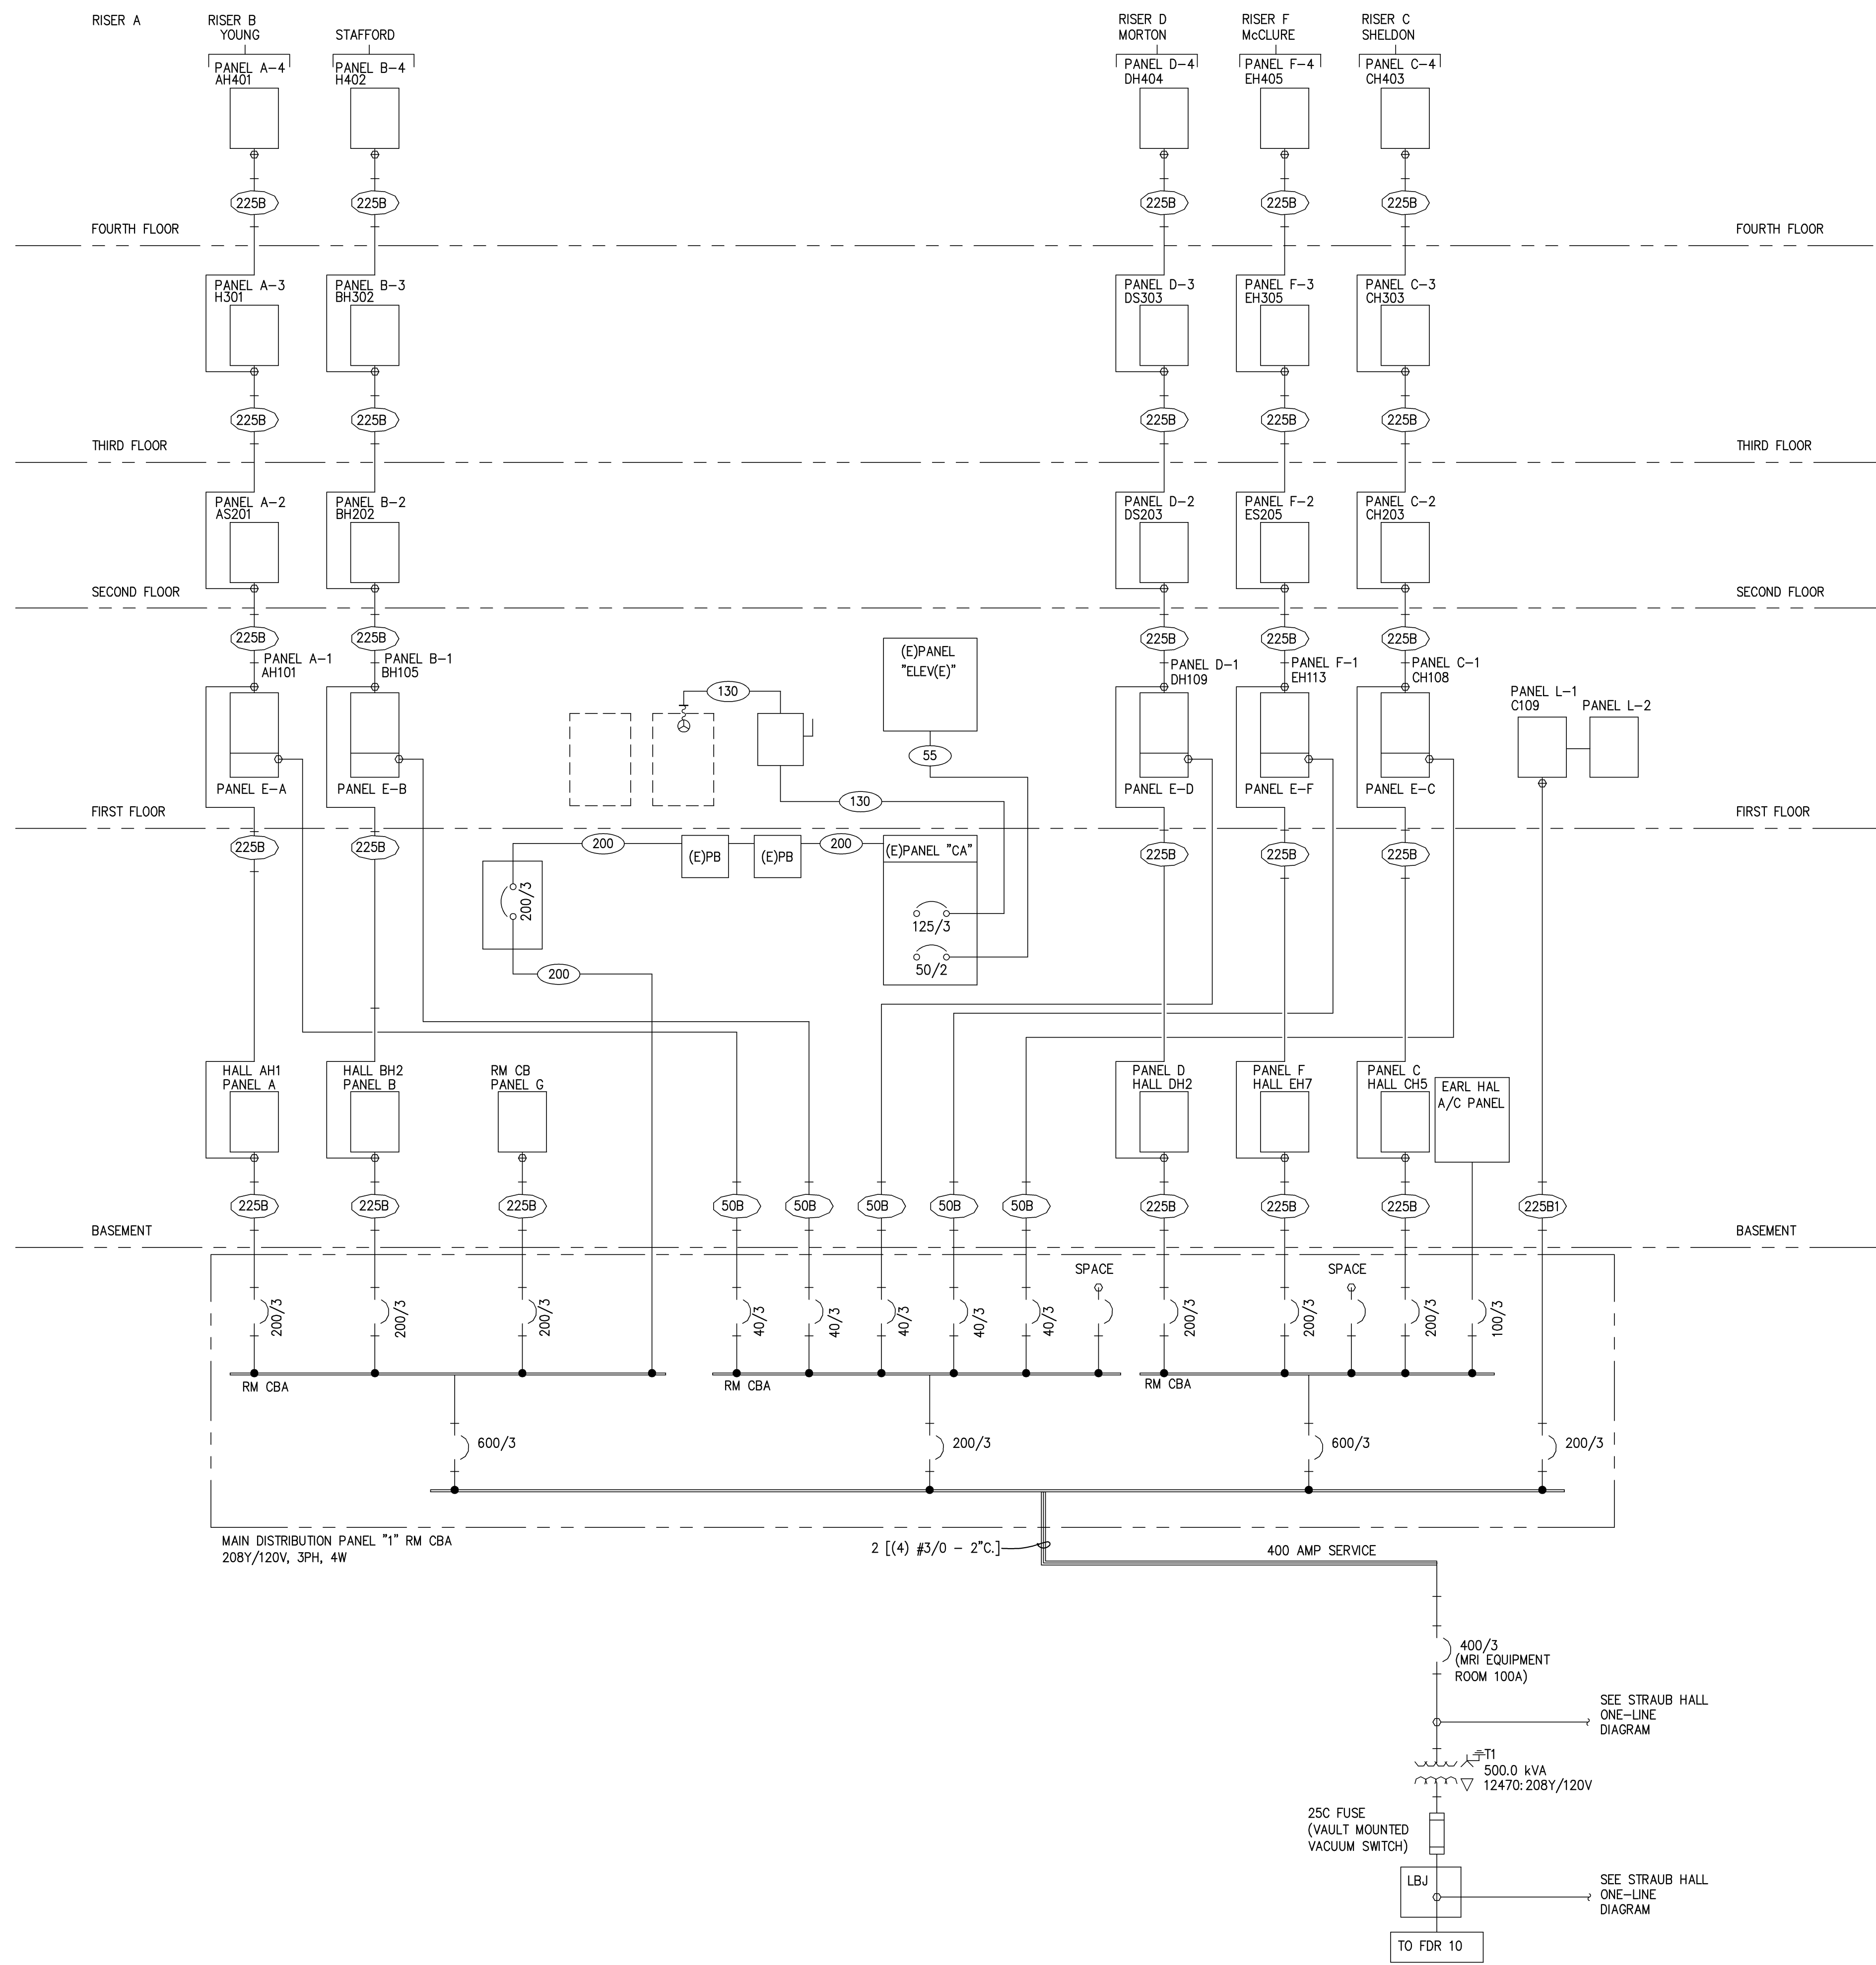 RISER A
RISER B
YOUNG
STAFFORD
RISER D
MORTON
RISER F
McCLURE
RISER C
SHELDON
PANEL A-4
AH401
PANEL B-4
H402
PANEL D-4
DH404
PANEL F-4
EH405
PANEL C-4
CH403
225B
225B
225B
225B
225B
FOURTH FLOOR
FOURTH FLOOR
PANEL A-3
H301
PANEL B-3
BH302
PANEL D-3
DS303
PANEL F-3
EH305
PANEL C-3
CH303
225B
225B
225B
225B
225B
THIRD FLOOR
THIRD FLOOR
PANEL A-2
AS201
PANEL B-2
BH202
PANEL D-2
DS203
PANEL F-2
ES205
PANEL C-2
CH203
SECOND FLOOR
SECOND FLOOR
225B
225B
225B
225B
225B
PANEL A-1
AH101
PANEL B-1
BH105
(E)PANEL
"ELEV(E)"
PANEL D-1
DH109
PANEL F-1
EH113
PANEL C-1
CH108
PANEL L-1
C109
PANEL L-2
130
55
PANEL E-A
PANEL E-B
130
PANEL E-D
PANEL E-F
PANEL E-C
FIRST FLOOR
FIRST FLOOR
225B
225B
200
(E)PB
(E)PB
200
(E)PANEL "CA"
225B
225B
225B
200/3
125/3
50/2
200
HALL AH1
PANEL A
HALL BH2
PANEL B
RM CB
PANEL G
PANEL D
HALL DH2
PANEL F
HALL EH7
PANEL C
HALL CH5
EARL HAL
A/C PANEL
225B
225B
225B
50B
50B
50B
50B
50B
225B
225B
225B
225B1
BASEMENT
BASEMENT
SPACE
SPACE
200/3
200/3
200/3
40/3
40/3
40/3
40/3
40/3
200/3
200/3
200/3
100/3
RM CBA
RM CBA
RM CBA
600/3
200/3
600/3
200/3
MAIN DISTRIBUTION PANEL "1" RM CBA
208Y/120V, 3PH, 4W
2 [(4) #3/0 - 2"C.]
400 AMP SERVICE
400/3
(MRI EQUIPMENT
ROOM 100A)
SEE STRAUB HALL
ONE-LINE
DIAGRAM
T1
500.0 kVA
12470:208Y/120V
25C FUSE
(VAULT MOUNTED
VACUUM SWITCH)
LBJ
SEE STRAUB HALL
ONE-LINE
DIAGRAM
TO FDR 10